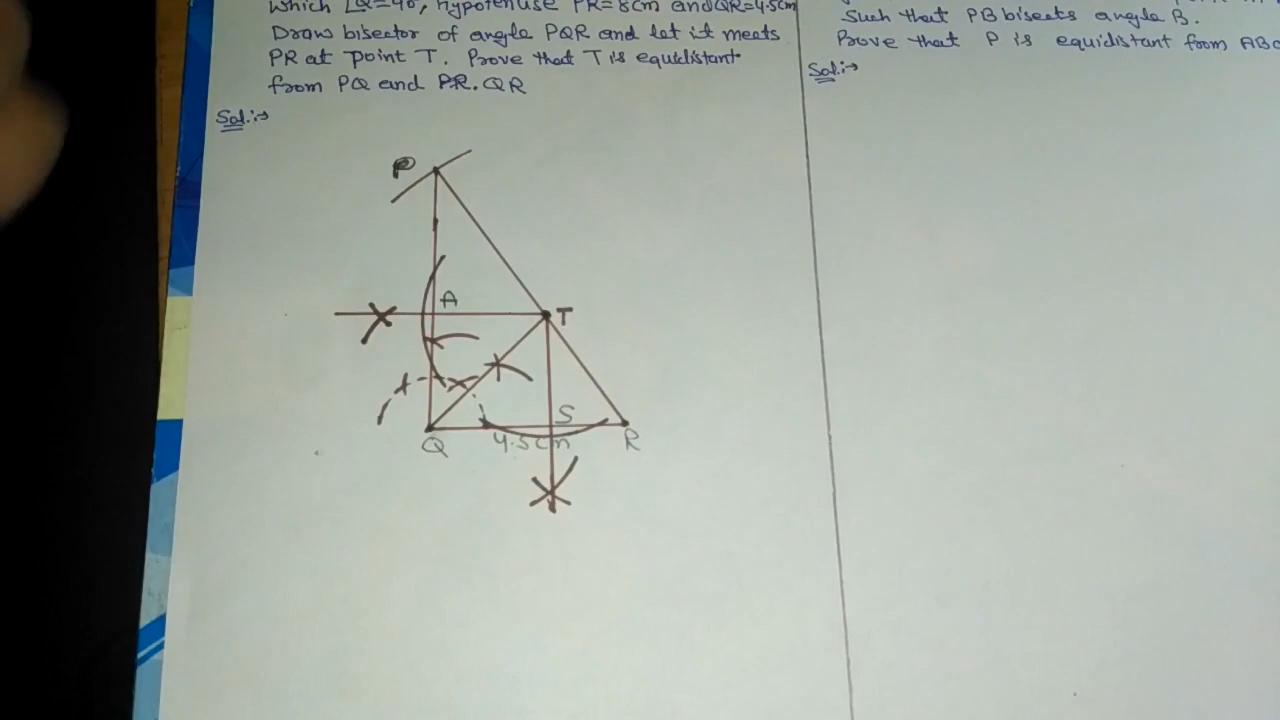 which ∠Q=90°, Hypotenuse PR=8cm and QR=4.5cm
Draw bisector of angle PQR and let it meets
PR at point T. Prove that T is equidistant
from PQ and PR. QR
Sol:→
P
A
T
S
Q
4.5cm
R
Such that PB bisects angle B.
Prove that P is equidistant from AB
Sol:→